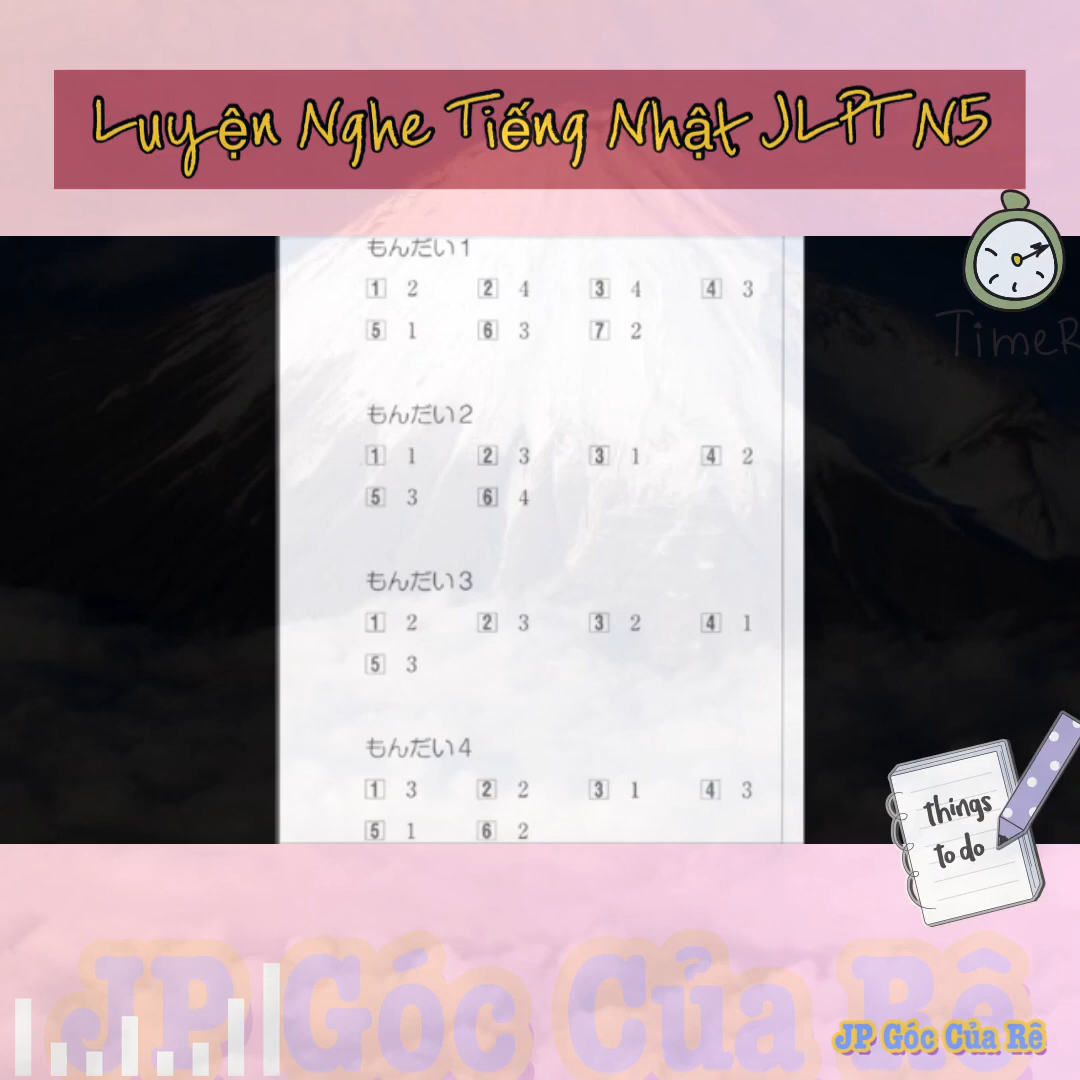 Luyện Nghe Tiếng Nhật JLPT N5
もんだい1
1 2 2 4 3 4 4 3
5 1 6 3 7 2
もんだい2
1 1 2 3 3 1 4 2
5 3 6 4
もんだい3
1 2 2 3 3 2 4 1
5 3
もんだい4
1 3 2 2 3 1 4 3
5 1 6 2
TimeR
things
to do
JP Góc Của Rê
JP Góc Của Rê